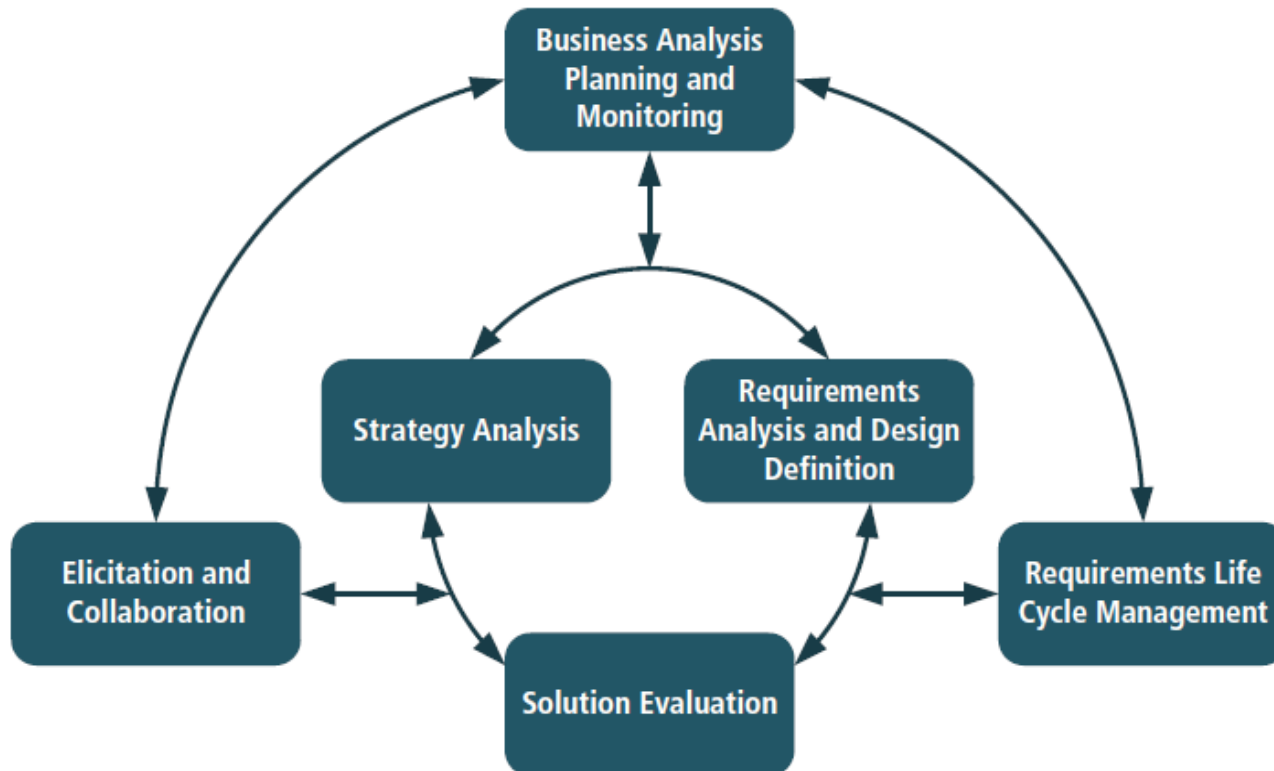 Business Analysis
Planning and
Monitoring
Strategy Analysis
Requirements
Analysis and Design
Definition
Elicitation and
Collaboration
Requirements Life
Cycle Management
Solution Evaluation